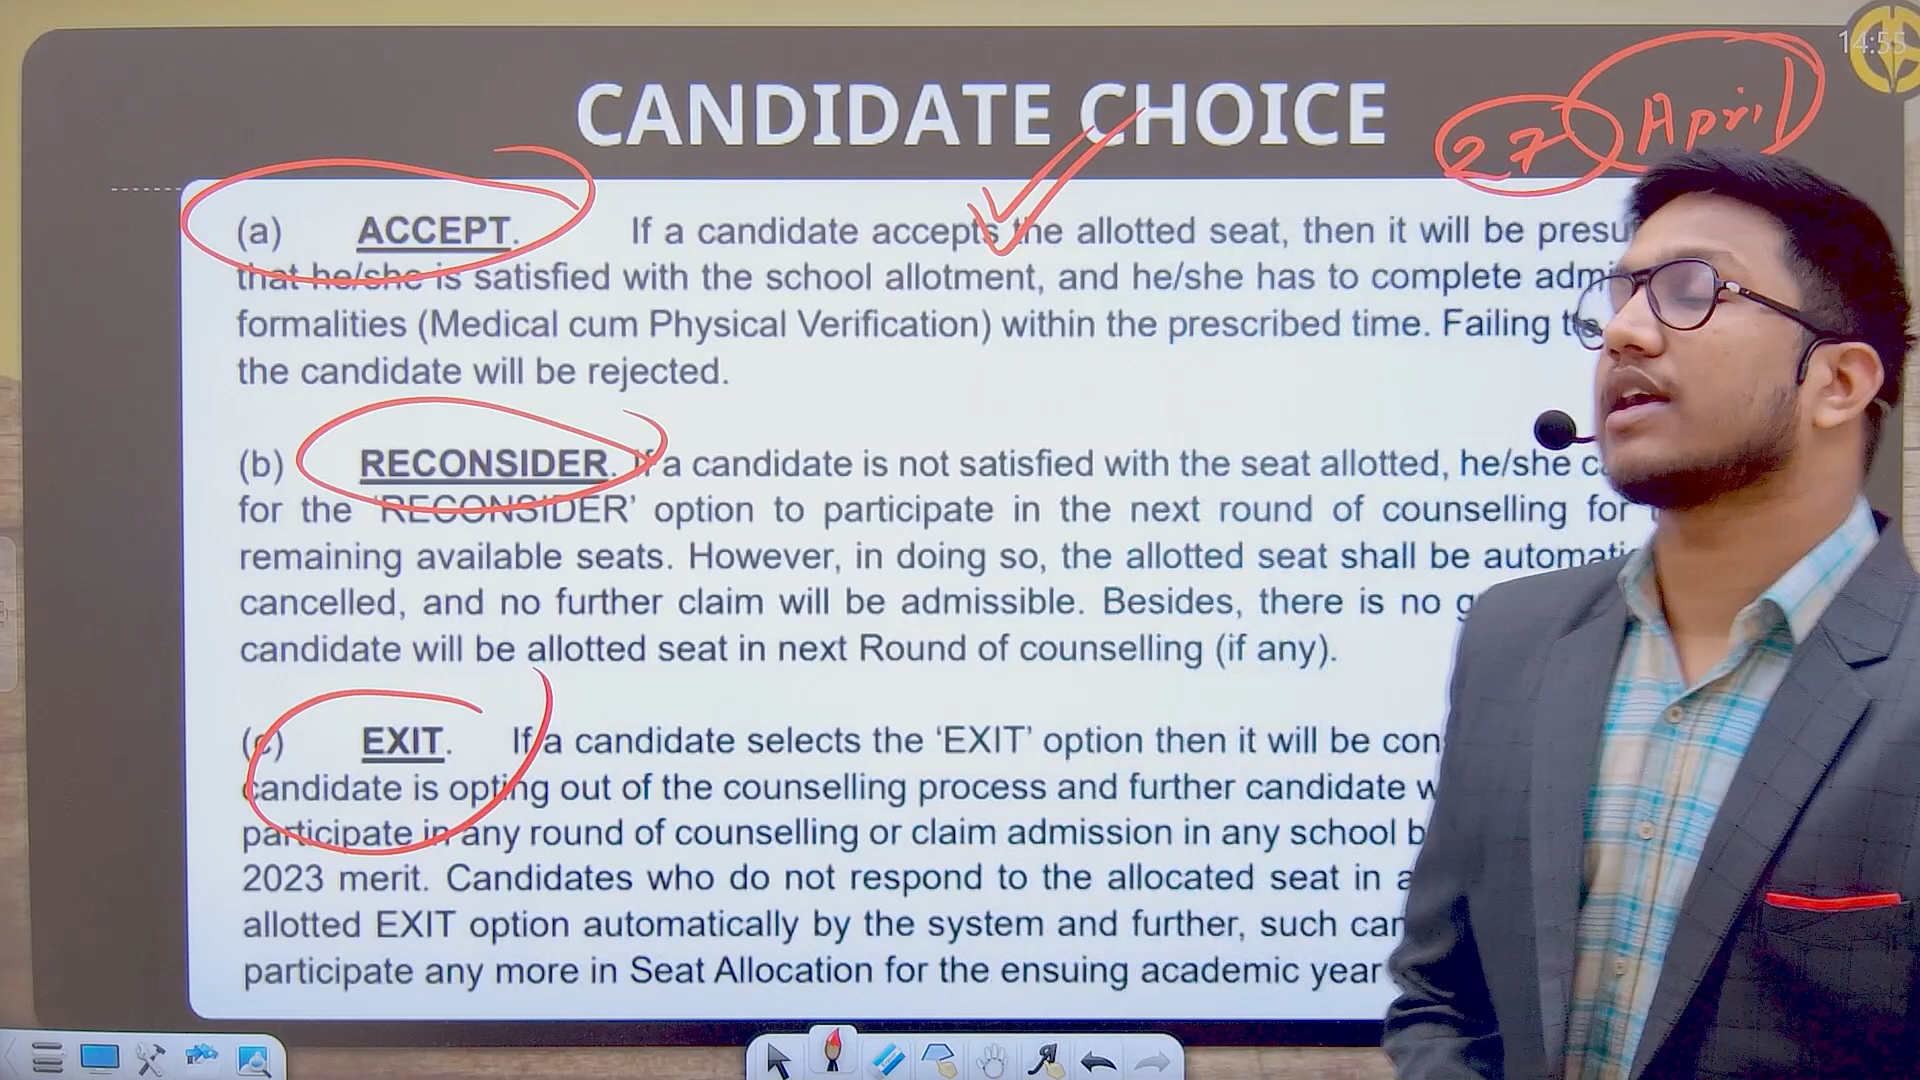 14:55
CANDIDATE CHOICE
27 April
(a) ACCEPT. If a candidate accepts the allotted seat, then it will be
that he/she is satisfied with the school allotment, and he/she has to complete
formalities (Medical cum Physical Verification) within the prescribed time. Failing
the candidate will be rejected.
(b) RECONSIDER. If a candidate is not satisfied with the seat allotted, he/she
for the ‘RECONSIDER’ option to participate in the next round of counselling for
remaining available seats. However, in doing so, the allotted seat shall be
cancelled, and no further claim will be admissible. Besides, there is no
candidate will be allotted seat in next Round of counselling (if any).
(c) EXIT. If a candidate selects the ‘EXIT’ option then it will be
candidate is opting out of the counselling process and further candidate
participate in any round of counselling or claim admission in any school
2023 merit. Candidates who do not respond to the allocated seat in
allotted EXIT option automatically by the system and further, such
participate any more in Seat Allocation for the ensuing academic year